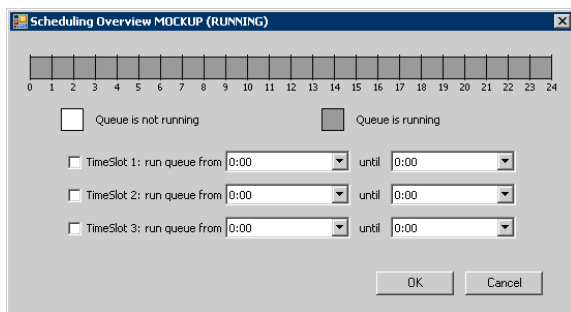 Scheduling Overview MOCKUP (RUNNING)
0 1 2 3 4 5 6 7 8 9 10 11 12 13 14 15 16 17 18 19 20 21 22 23 24
Queue is not running Queue is running
TimeSlot 1: run queue from 0:00 until 0:00
TimeSlot 2: run queue from 0:00 until 0:00
TimeSlot 3: run queue from 0:00 until 0:00
OK Cancel